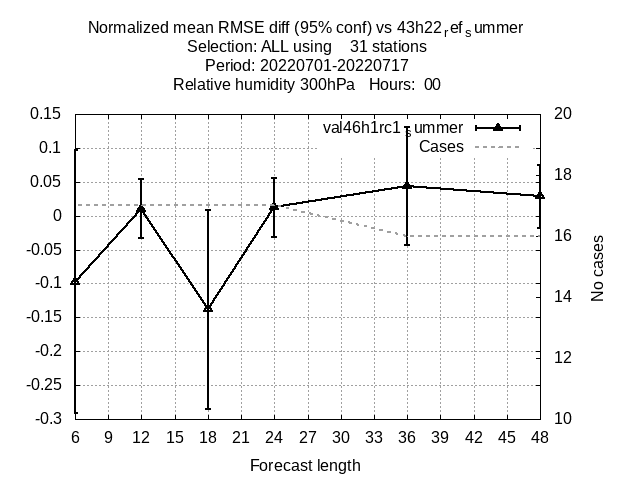 Normalized mean RMSE diff (95% conf) vs 43h22refsummer
Selection: ALL using    31 stations
Period: 20220701-20220717
Relative humidity 300hPa   Hours:  00
val46h1rc1summer
Cases
0.15
0.1
0.05
0
-0.05
-0.1
-0.15
-0.2
-0.25
-0.3
20
18
16
14
12
10
No cases
6 9 12 15 18 21 24 27 30 33 36 39 42 45 48
Forecast length